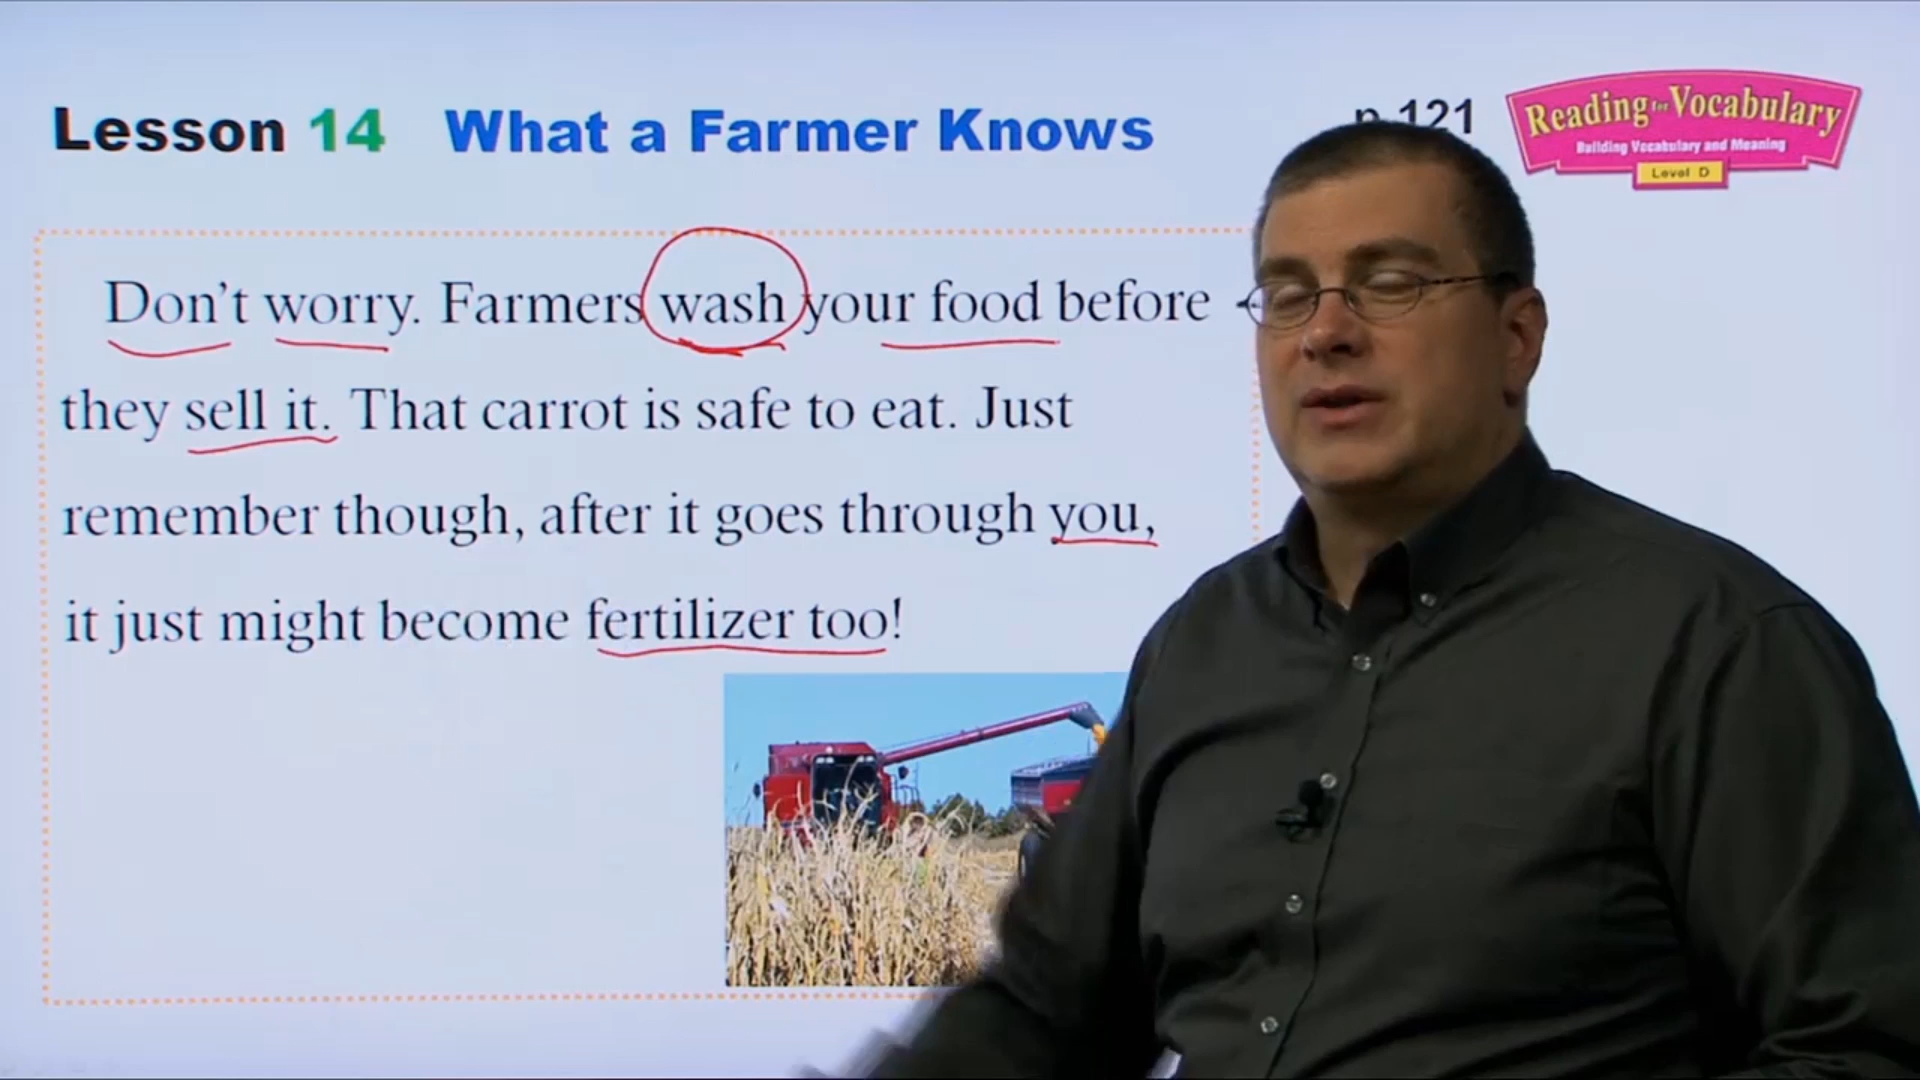 Lesson 14 What a Farmer Knows
p.121
Reading for Vocabulary
Building Vocabulary and Meaning
Level D
Don't worry. Farmers wash your food before
they sell it. That carrot is safe to eat. Just
remember though, after it goes through you,
it just might become fertilizer too!